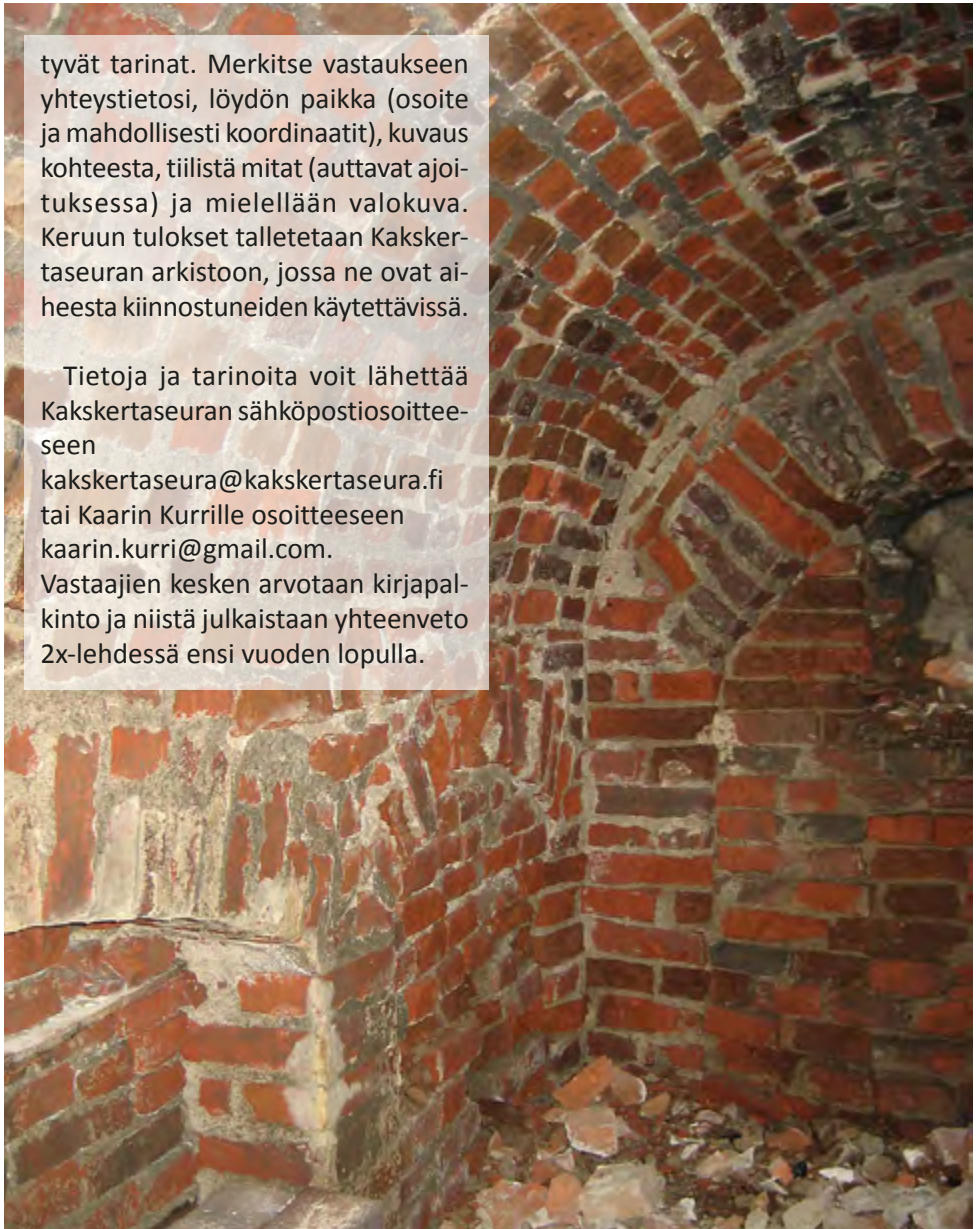 tyvät tarinat. Merkitse vastaukseen
yhteystietosi, löydön paikka (osoite
ja mahdollisesti koordinaatit), kuvaus
kohteesta, tiilistä mitat (auttavat ajoi-
tuksessa) ja mielellään valokuva.
Keruun tulokset talletetaan Kaksker-
taseuran arkistoon, jossa ne ovat ai-
heesta kiinnostuneiden käytettävissä.
Tietoja ja tarinoita voit lähettää
Kakskertaseuran sähköpostiosoittee-
seen
kakskertaseura@kakskertaseura.fi
tai Kaarin Kurrille osoitteeseen
kaarin.kurri@gmail.com.
Vastaajien kesken arvotaan kirjapal-
kinto ja niistä julkaistaan yhteenveto
2x-lehdessä ensi vuoden lopulla.